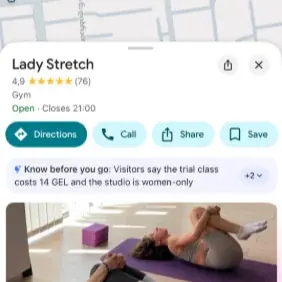 Lady Stretch
4,9 ★★★★★ (76)
Gym
Open · Closes 21:00
Directions
Call
Share
Save
Know before you go: Visitors say the trial class
costs 14 GEL and the studio is women-only
+2